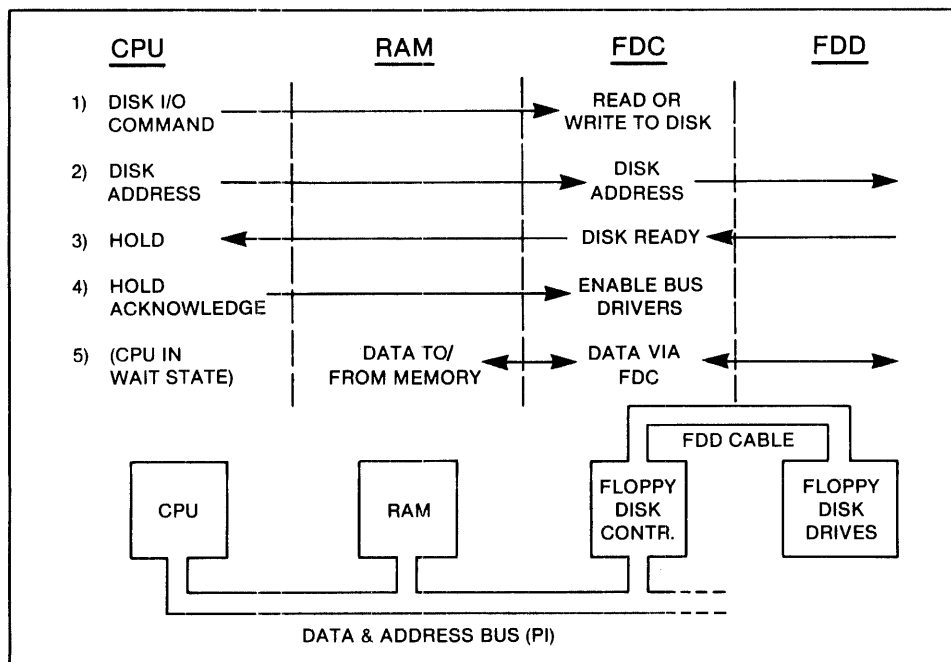 CPU RAM FDC FDD
1) DISK I/O COMMAND READ OR WRITE TO DISK
2) DISK ADDRESS DISK ADDRESS
3) HOLD DISK READY
4) HOLD ACKNOWLEDGE ENABLE BUS DRIVERS
5) (CPU IN WAIT STATE) DATA TO/ FROM MEMORY DATA VIA FDC
FDD CABLE
CPU
RAM
FLOPPY DISK CONTR.
FLOPPY DISK DRIVES
DATA & ADDRESS BUS (PI)